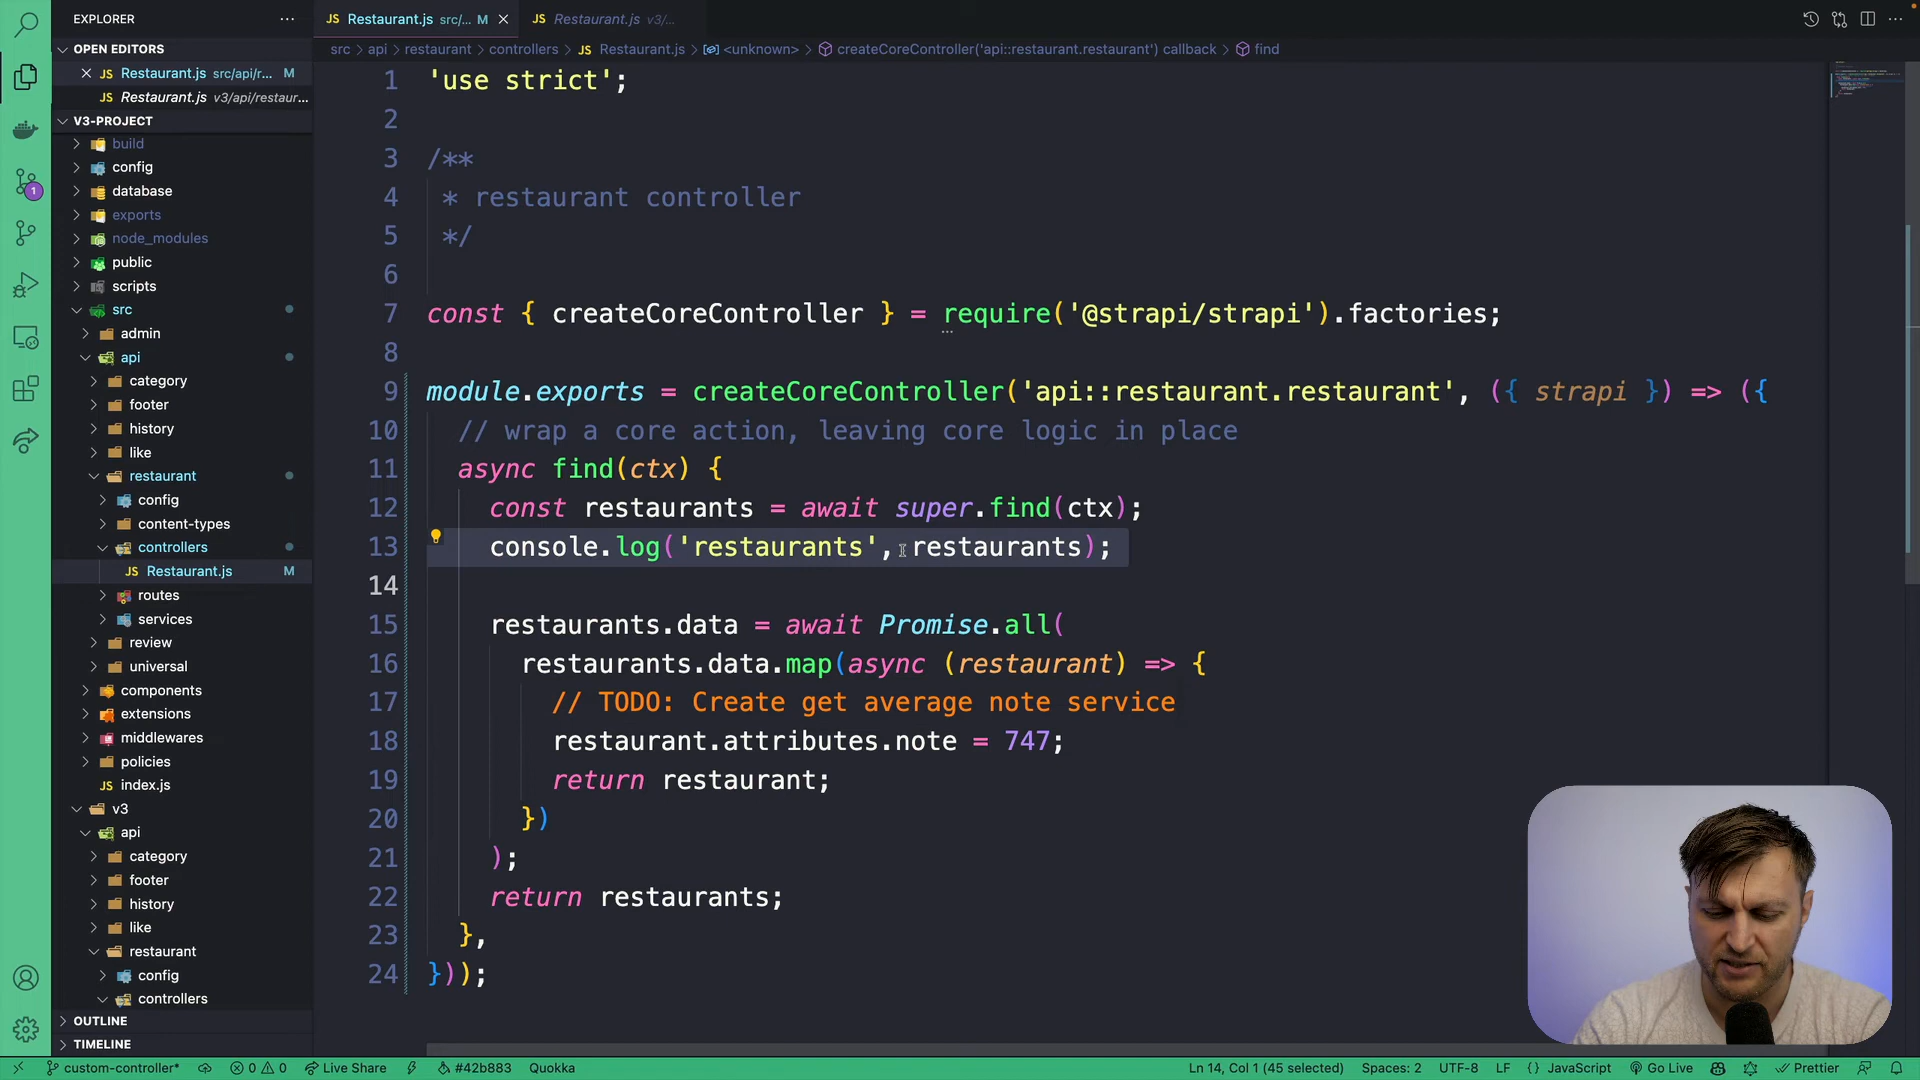 EXPLORER ···
OPEN EDITORS
JS Restaurant.js src/api/r... M
JS Restaurant.js v3/api/restaur...
V3-PROJECT
build
config
database
exports
node_modules
public
scripts
src
admin
api
category
footer
history
like
restaurant
config
content-types
controllers
JS Restaurant.js M
routes
services
review
universal
components
extensions
middlewares
policies
JS index.js
v3
api
category
footer
history
like
restaurant
config
controllers
OUTLINE
TIMELINE
1
JS Restaurant.js src/... M
JS Restaurant.js v3/...
src > api > restaurant > controllers > JS Restaurant.js > <unknown> > createCoreController('api::restaurant.restaurant') callback > find
1 'use strict';
2
3 /**
4 * restaurant controller
5 */
6
7 const { createCoreController } = require('@strapi/strapi').factories;
8
9 module.exports = createCoreController('api::restaurant.restaurant', ({ strapi }) => ({
10 // wrap a core action, leaving core logic in place
11 async find(ctx) {
12 const restaurants = await super.find(ctx);
13 console.log('restaurants', restaurants);
14
15 restaurants.data = await Promise.all(
16 restaurants.data.map(async (restaurant) => {
17 // TODO: Create get average note service
18 restaurant.attributes.note = 747;
19 return restaurant;
20 })
21 );
22 return restaurants;
23 },
24 }));
custom-controller* 0 0 Live Share #42b883 Quokka Ln 14, Col 1 (45 selected) Spaces: 2 UTF-8 LF {} JavaScript Go Live Prettier